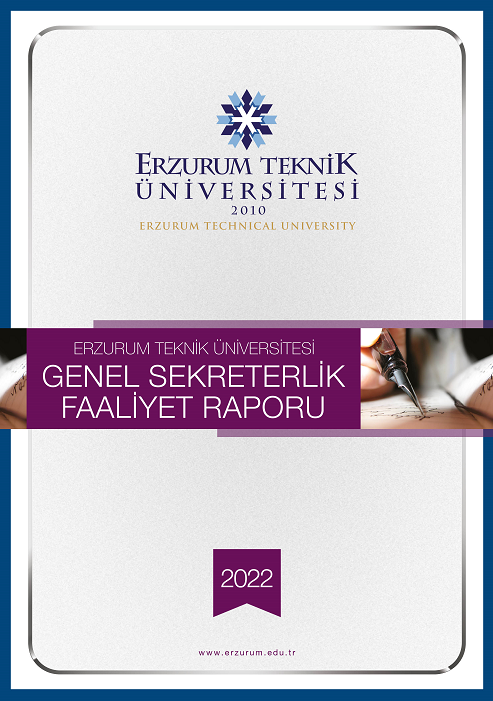 ERZURUM TEKNİK
ÜNİVERSİTESİ
2010
ERZURUM TECHNICAL UNIVERSITY
ERZURUM TEKNİK ÜNİVERSİTESİ
GENEL SEKRETERLİK
FAALİYET RAPORU
2022
www.erzurum.edu.tr